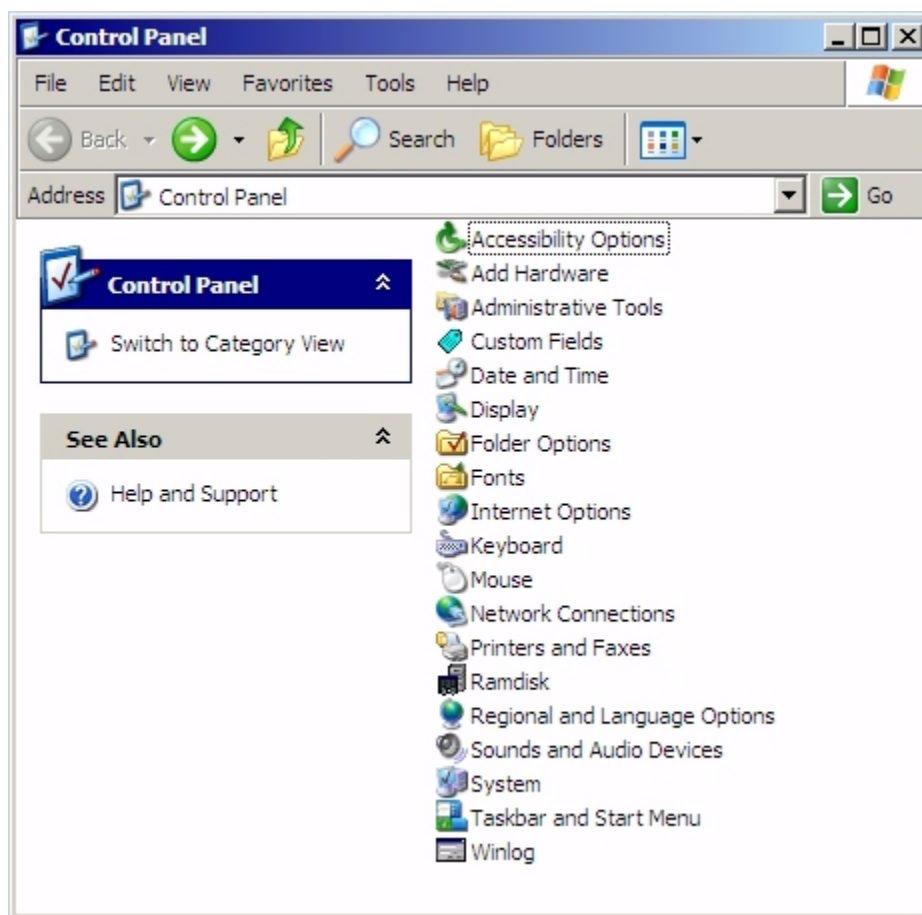 Control Panel
File Edit View Favorites Tools Help
Back Search Folders
Address Control Panel Go
Control Panel
Switch to Category View
See Also
Help and Support
Accessibility Options
Add Hardware
Administrative Tools
Custom Fields
Date and Time
Display
Folder Options
Fonts
Internet Options
Keyboard
Mouse
Network Connections
Printers and Faxes
Ramdisk
Regional and Language Options
Sounds and Audio Devices
System
Taskbar and Start Menu
Winlog